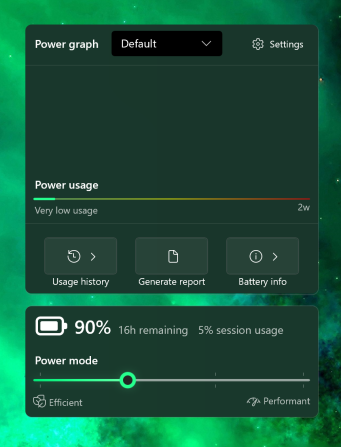 Power graph Default Settings
Power usage
Very low usage 2w
Usage history Generate report Battery info
90% 16h remaining 5% session usage
Power mode
Efficient Performant